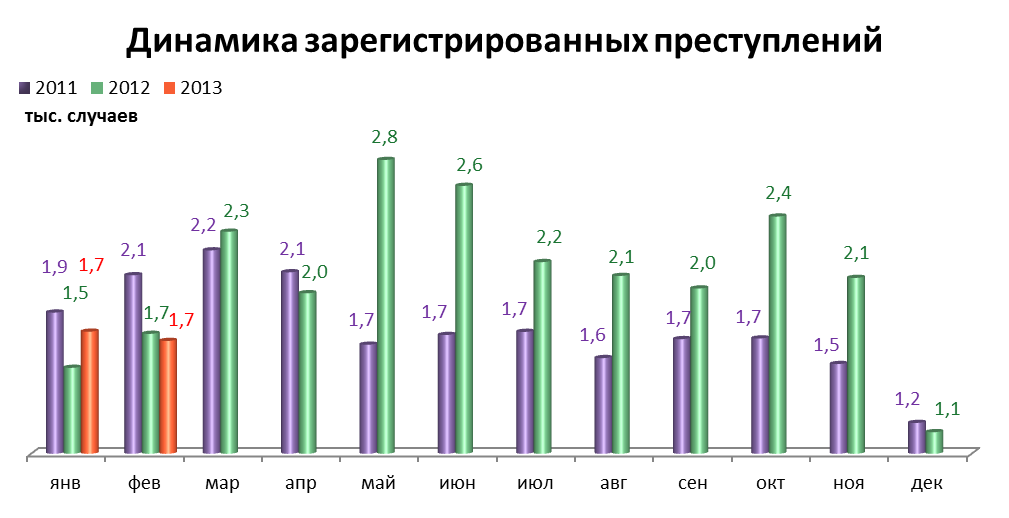 Динамика зарегистрированных преступлений
2011 2012 2013
тыс. случаев
1,9 1,5 1,7
2,1 1,7 1,7
2,2 2,3
2,1 2,0
1,7 2,8
1,7 2,6
1,7 2,2
1,6 2,1
1,7 2,0
1,7 2,4
1,5 2,1
1,2 1,1
янв фев мар апр май июн июл авг сен окт ноя дек